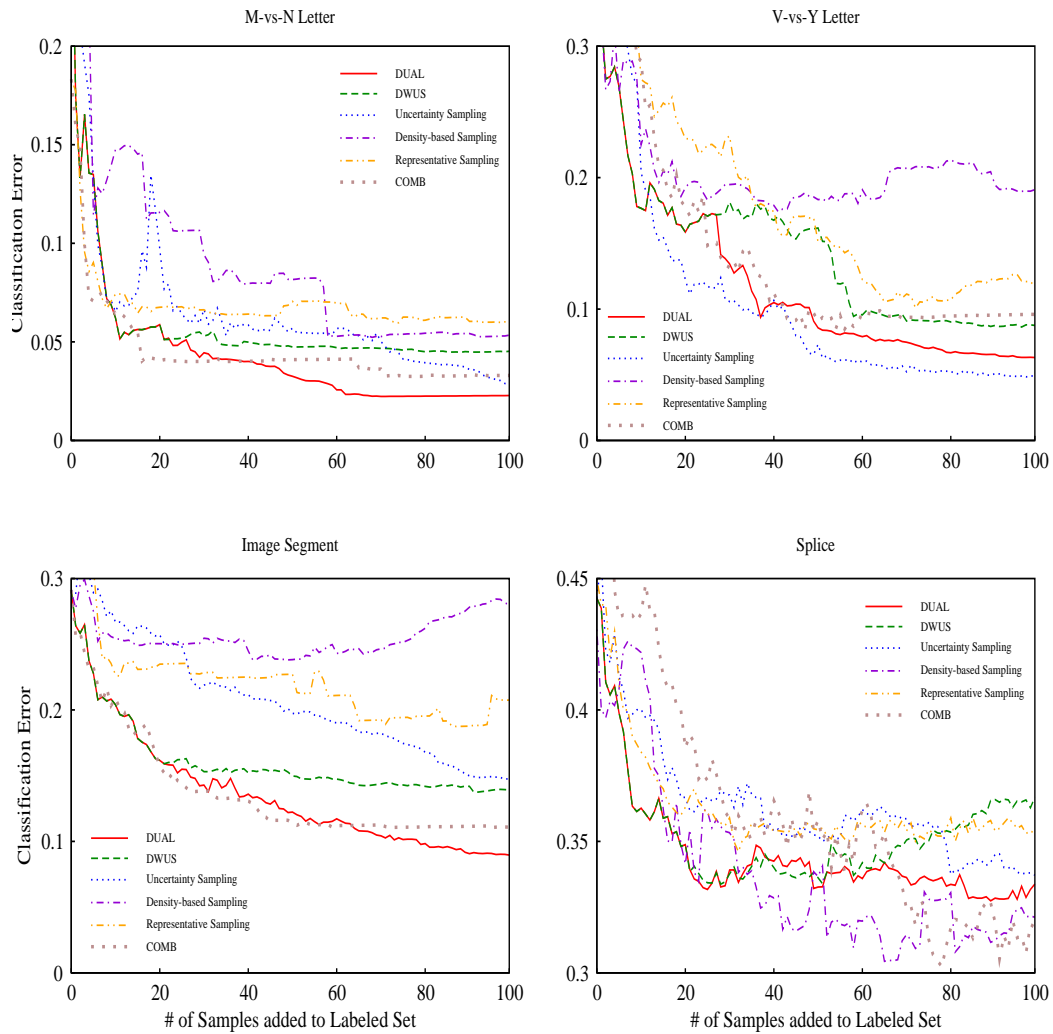 M-vs-N Letter
0.2
0.15
0.1
0.05
0
0 20 40 60 80 100
Classification Error
DUAL
DWUS
Uncertainty Sampling
Density-based Sampling
Representative Sampling
COMB
V-vs-Y Letter
0.3
0.2
0.1
0
0 20 40 60 80 100
DUAL
DWUS
Uncertainty Sampling
Density-based Sampling
Representative Sampling
COMB
Image Segment
0.3
0.2
0.1
0
0 20 40 60 80 100
Classification Error
# of Samples added to Labeled Set
DUAL
DWUS
Uncertainty Sampling
Density-based Sampling
Representative Sampling
COMB
Splice
0.45
0.4
0.35
0.3
0 20 40 60 80 100
# of Samples added to Labeled Set
DUAL
DWUS
Uncertainty Sampling
Density-based Sampling
Representative Sampling
COMB